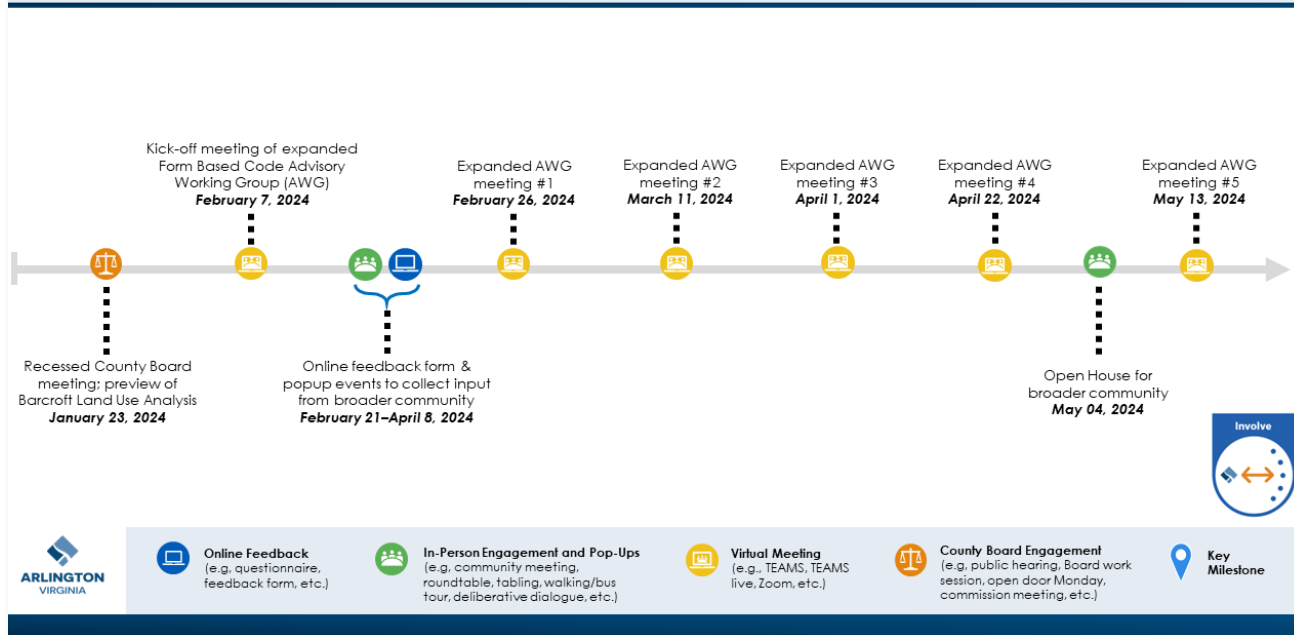 Kick-off meeting of expanded
Form Based Code Advisory
Working Group (AWG)
February 7, 2024
Expanded AWG
meeting #1
February 26, 2024
Expanded AWG
meeting #2
March 11, 2024
Expanded AWG
meeting #3
April 1, 2024
Expanded AWG
meeting #4
April 22, 2024
Expanded AWG
meeting #5
May 13, 2024
Recessed County Board
meeting; preview of
Barcroft Land Use Analysis
January 23, 2024
Online feedback form &
popup events to collect input
from broader community
February 21–April 8, 2024
Open House for
broader community
May 04, 2024
Involve
ARLINGTON
VIRGINIA
Online Feedback
(e.g, questionnaire,
feedback form, etc.)
In-Person Engagement and Pop-Ups
(e.g, community meeting,
roundtable, tabling, walking/bus
tour, deliberative dialogue, etc.)
Virtual Meeting
(e.g., TEAMS, TEAMS
live, Zoom, etc.)
County Board Engagement
(e.g, public hearing, Board work
session, open door Monday,
commission meeting, etc.)
Key
Milestone